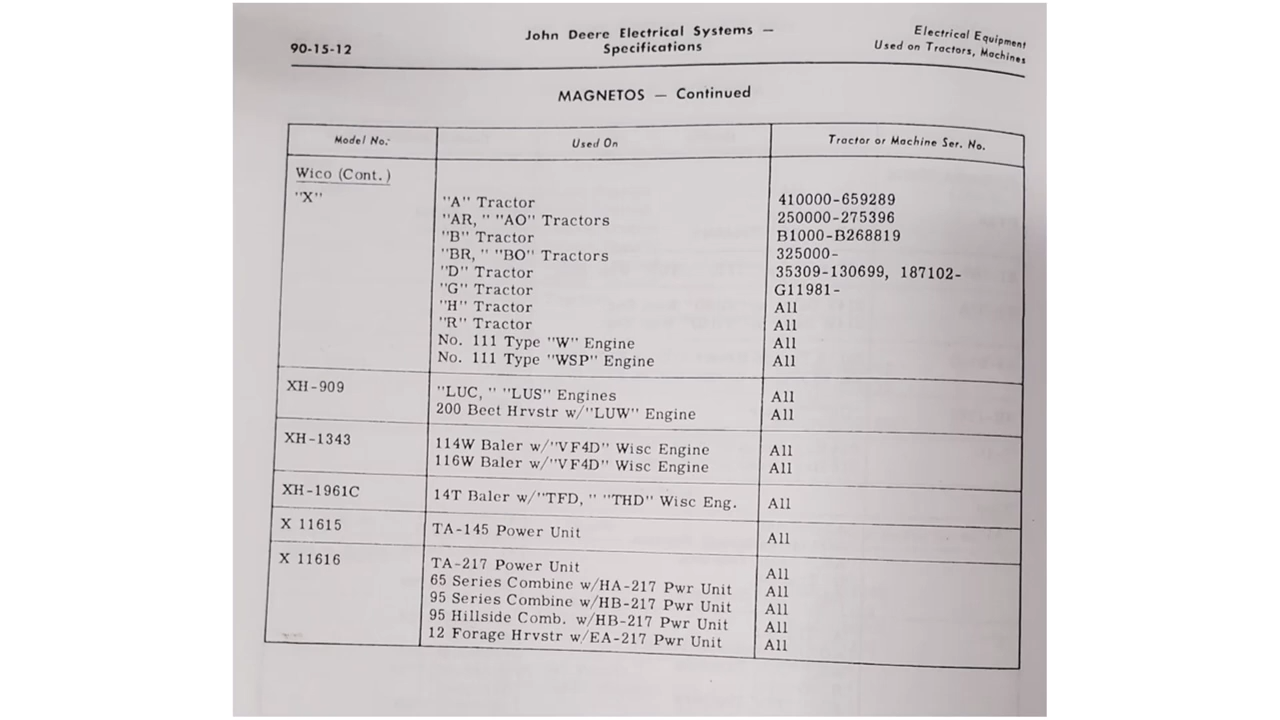 90-15-12
John Deere Electrical Systems —
Specifications
Electrical Equipment
Used on Tractors, Machines
MAGNETOS — Continued
Model No. Used On Tractor or Machine Ser. No.
Wico (Cont.)
"X"
"A" Tractor 410000-659289
"AR," "AO" Tractors 250000-275396
"B" Tractor B1000-B268819
"BR," "BO" Tractors 325000-
"D" Tractor 35309-130699, 187102-
"G" Tractor G11981-
"H" Tractor All
"R" Tractor All
No. 111 Type "W" Engine All
No. 111 Type "WSP" Engine All
XH-909 "LUC," "LUS" Engines All
200 Beet Hrvstr w/"LUW" Engine All
XH-1343 114W Baler w/"VF4D" Wisc Engine All
116W Baler w/"VF4D" Wisc Engine All
XH-1961C 14T Baler w/"TFD," "THD" Wisc Eng. All
X 11615 TA-145 Power Unit All
X 11616 TA-217 Power Unit All
65 Series Combine w/HA-217 Pwr Unit All
95 Series Combine w/HB-217 Pwr Unit All
95 Hillside Comb. w/HB-217 Pwr Unit All
12 Forage Hrvstr w/EA-217 Pwr Unit All